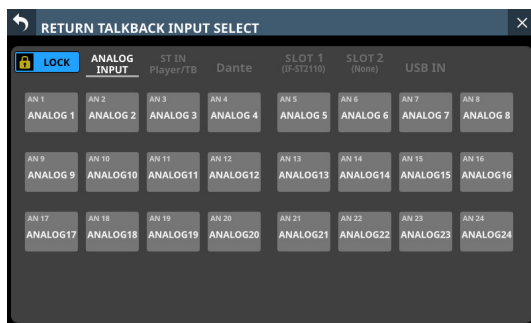 RETURN TALKBACK INPUT SELECT
LOCK
ANALOG INPUT
ST IN Player/TB
Dante
SLOT 1 (IF-ST2110)
SLOT 2 (None)
USB IN
AN 1 AN 2 AN 3 AN 4 AN 5 AN 6 AN 7 AN 8
ANALOG 1 ANALOG 2 ANALOG 3 ANALOG 4 ANALOG 5 ANALOG 6 ANALOG 7 ANALOG 8
AN 9 AN 10 AN 11 AN 12 AN 13 AN 14 AN 15 AN 16
ANALOG 9 ANALOG10 ANALOG11 ANALOG12 ANALOG13 ANALOG14 ANALOG15 ANALOG16
AN 17 AN 18 AN 19 AN 20 AN 21 AN 22 AN 23 AN 24
ANALOG17 ANALOG18 ANALOG19 ANALOG20 ANALOG21 ANALOG22 ANALOG23 ANALOG24